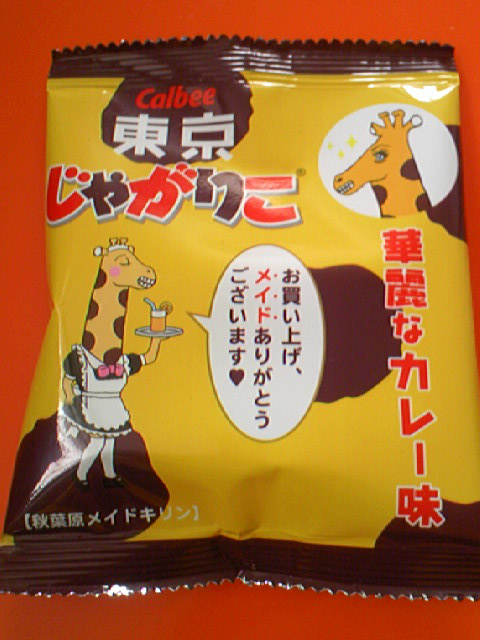 Calbee
東京
じゃがりこ®
華麗なカレー味
お買い上げ、
メイドありがとう
ございます♥
【秋葉原メイドキリン】